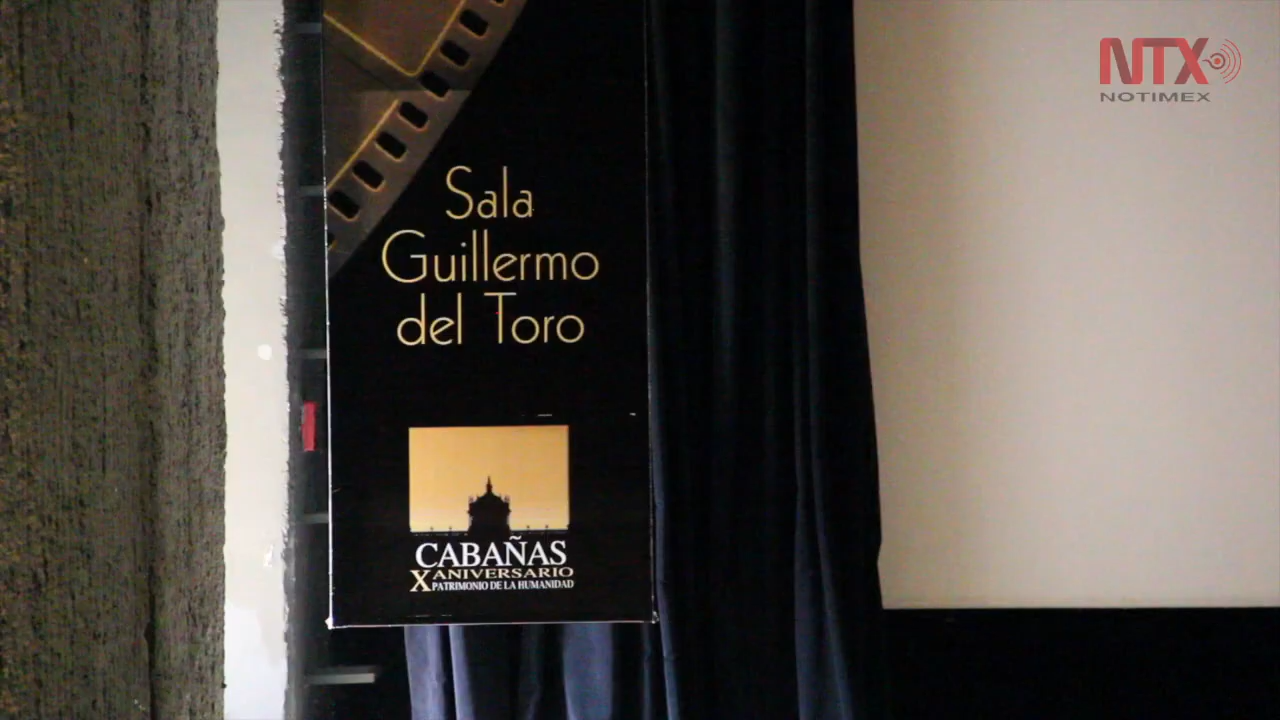 NTX
NOTIMEX
Sala
Guillermo
del Toro
CABAÑAS
X ANIVERSARIO
PATRIMONIO DE LA HUMANIDAD